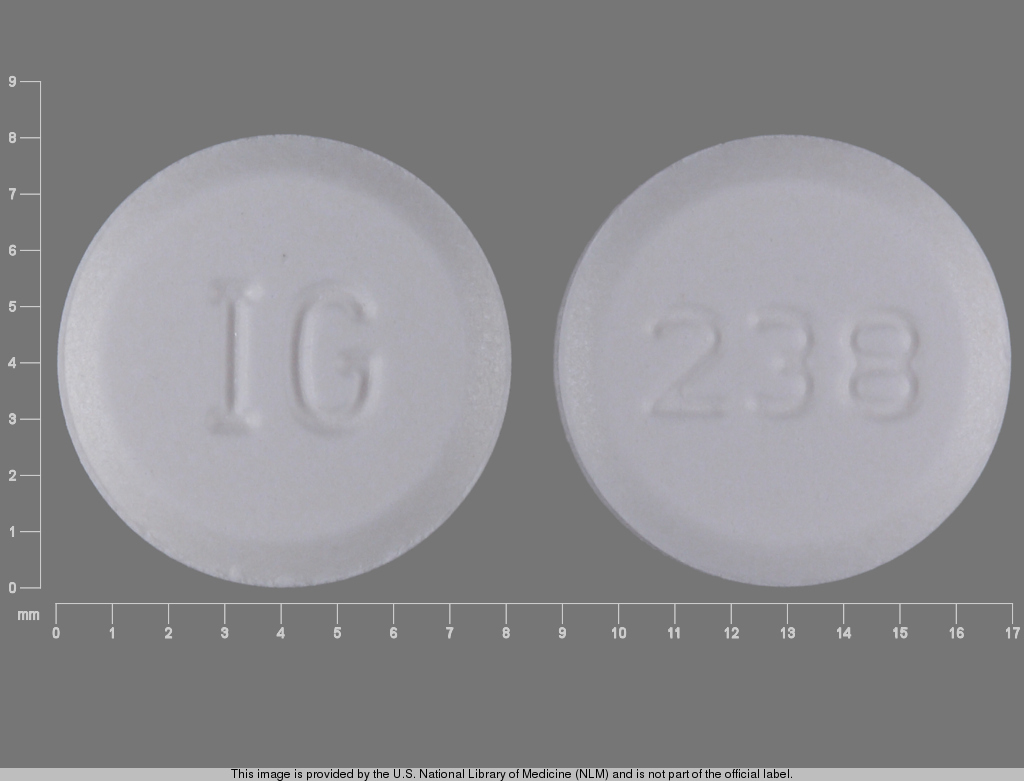 9
8
7
6
5
4
3
2
1
0
mm
IG
238
0 1 2 3 4 5 6 7 8 9 10 11 12 13 14 15 16 17
This image is provided by the U.S. National Library of Medicine (NLM) and is not part of the official label.